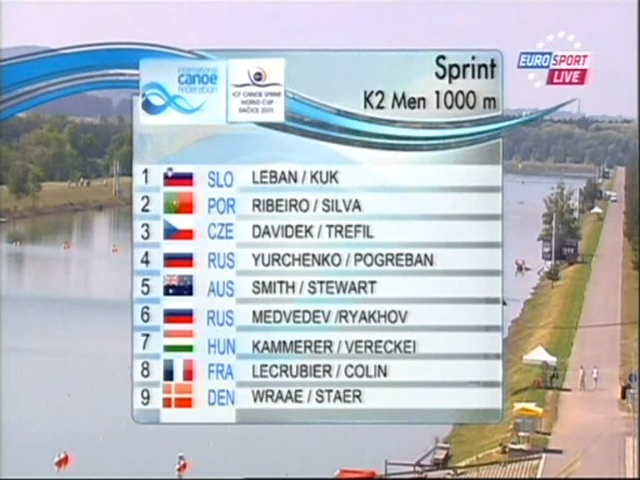 Sprint
K2 Men 1000 m
EUROSPORT
LIVE
international
canoe
federation
ICF CANOE SPRINT
WORLD CUP
RACICE 2011
1 SLO LEBAN / KUK
2 POR RIBEIRO / SILVA
3 CZE DAVIDEK / TREFIL
4 RUS YURCHENKO / POGREBAN
5 AUS SMITH / STEWART
6 RUS MEDVEDEV /RYAKHOV
7 HUN KAMMERER / VERECKEI
8 FRA LECRUBIER / COLIN
9 DEN WRAAE / STAER